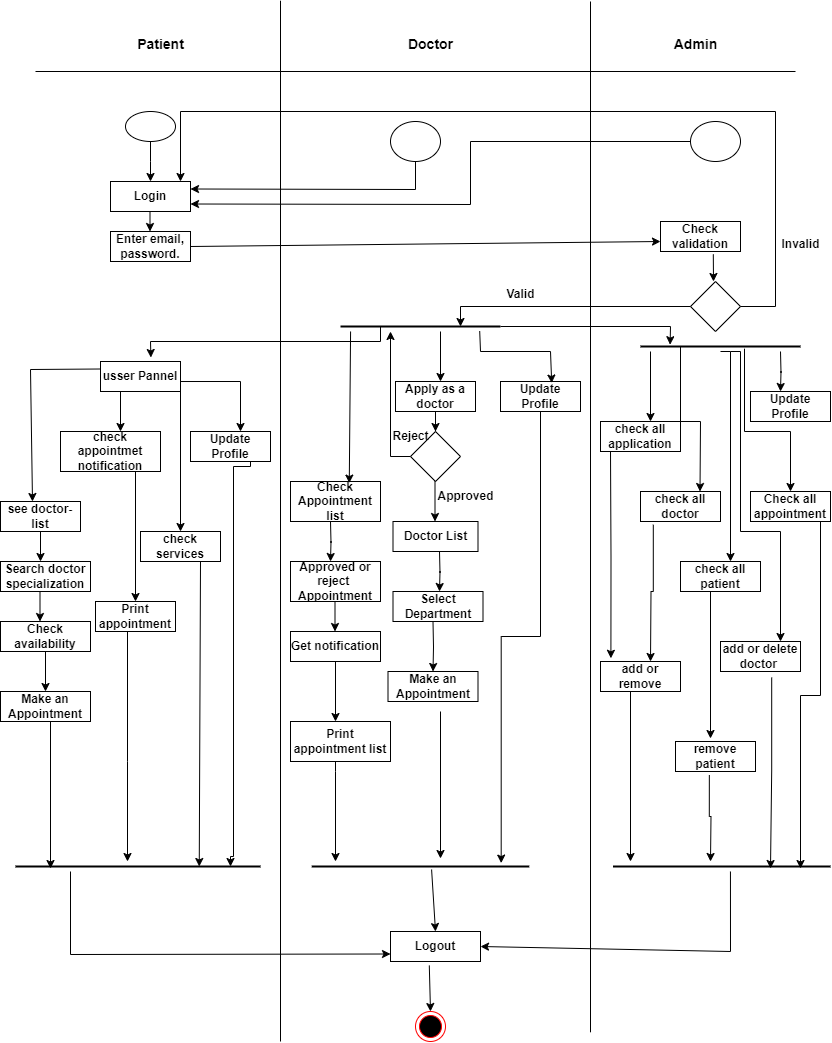 Patient
Doctor
Admin
Login
Enter email,
password.
Check
validation
Invalid
Valid
usser Pannel
check
appointmet
notification
Update
Profile
see doctor-
list
check
services
Search doctor
specialization
Print
appointment
Check
availability
Make an
Appointment
Apply as a
doctor
Update
Profile
Reject
Check
Appointment
list
Approved
Doctor List
Approved or
reject
Appointment
Select
Department
Get notification
Make an
Appointment
Print
appointment list
Update
Profile
check all
application
check all
doctor
Check all
appointment
check all
patient
add or delete
doctor
add or
remove
remove
patient
Logout